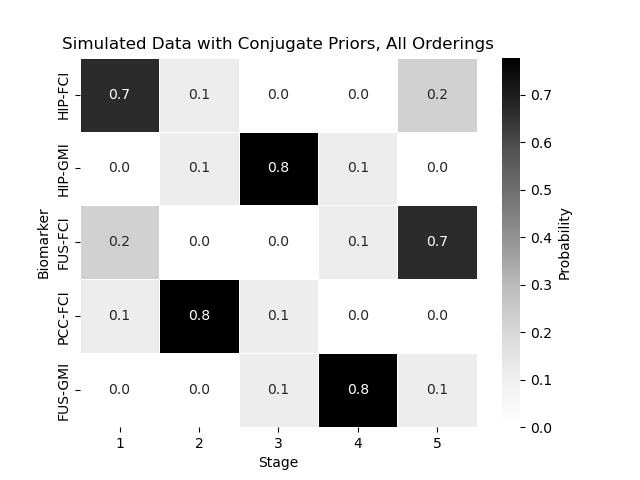 Simulated Data with Conjugate Priors, All Orderings
HIP-FCI
0.7 0.1 0.0 0.0 0.2
HIP-GMI
0.0 0.1 0.8 0.1 0.0
FUS-FCI
0.2 0.0 0.0 0.1 0.7
PCC-FCI
0.1 0.8 0.1 0.0 0.0
FUS-GMI
0.0 0.0 0.1 0.8 0.1
Biomarker
1 2 3 4 5
Stage
0.7
0.6
0.5
0.4
0.3
0.2
0.1
0.0
Probability